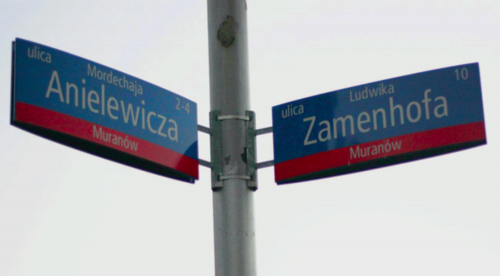 ulica
Mordechaja
Anielewicza
2-4
Muranów
ulica
Ludwika
10
Zamenhofa
Muranów